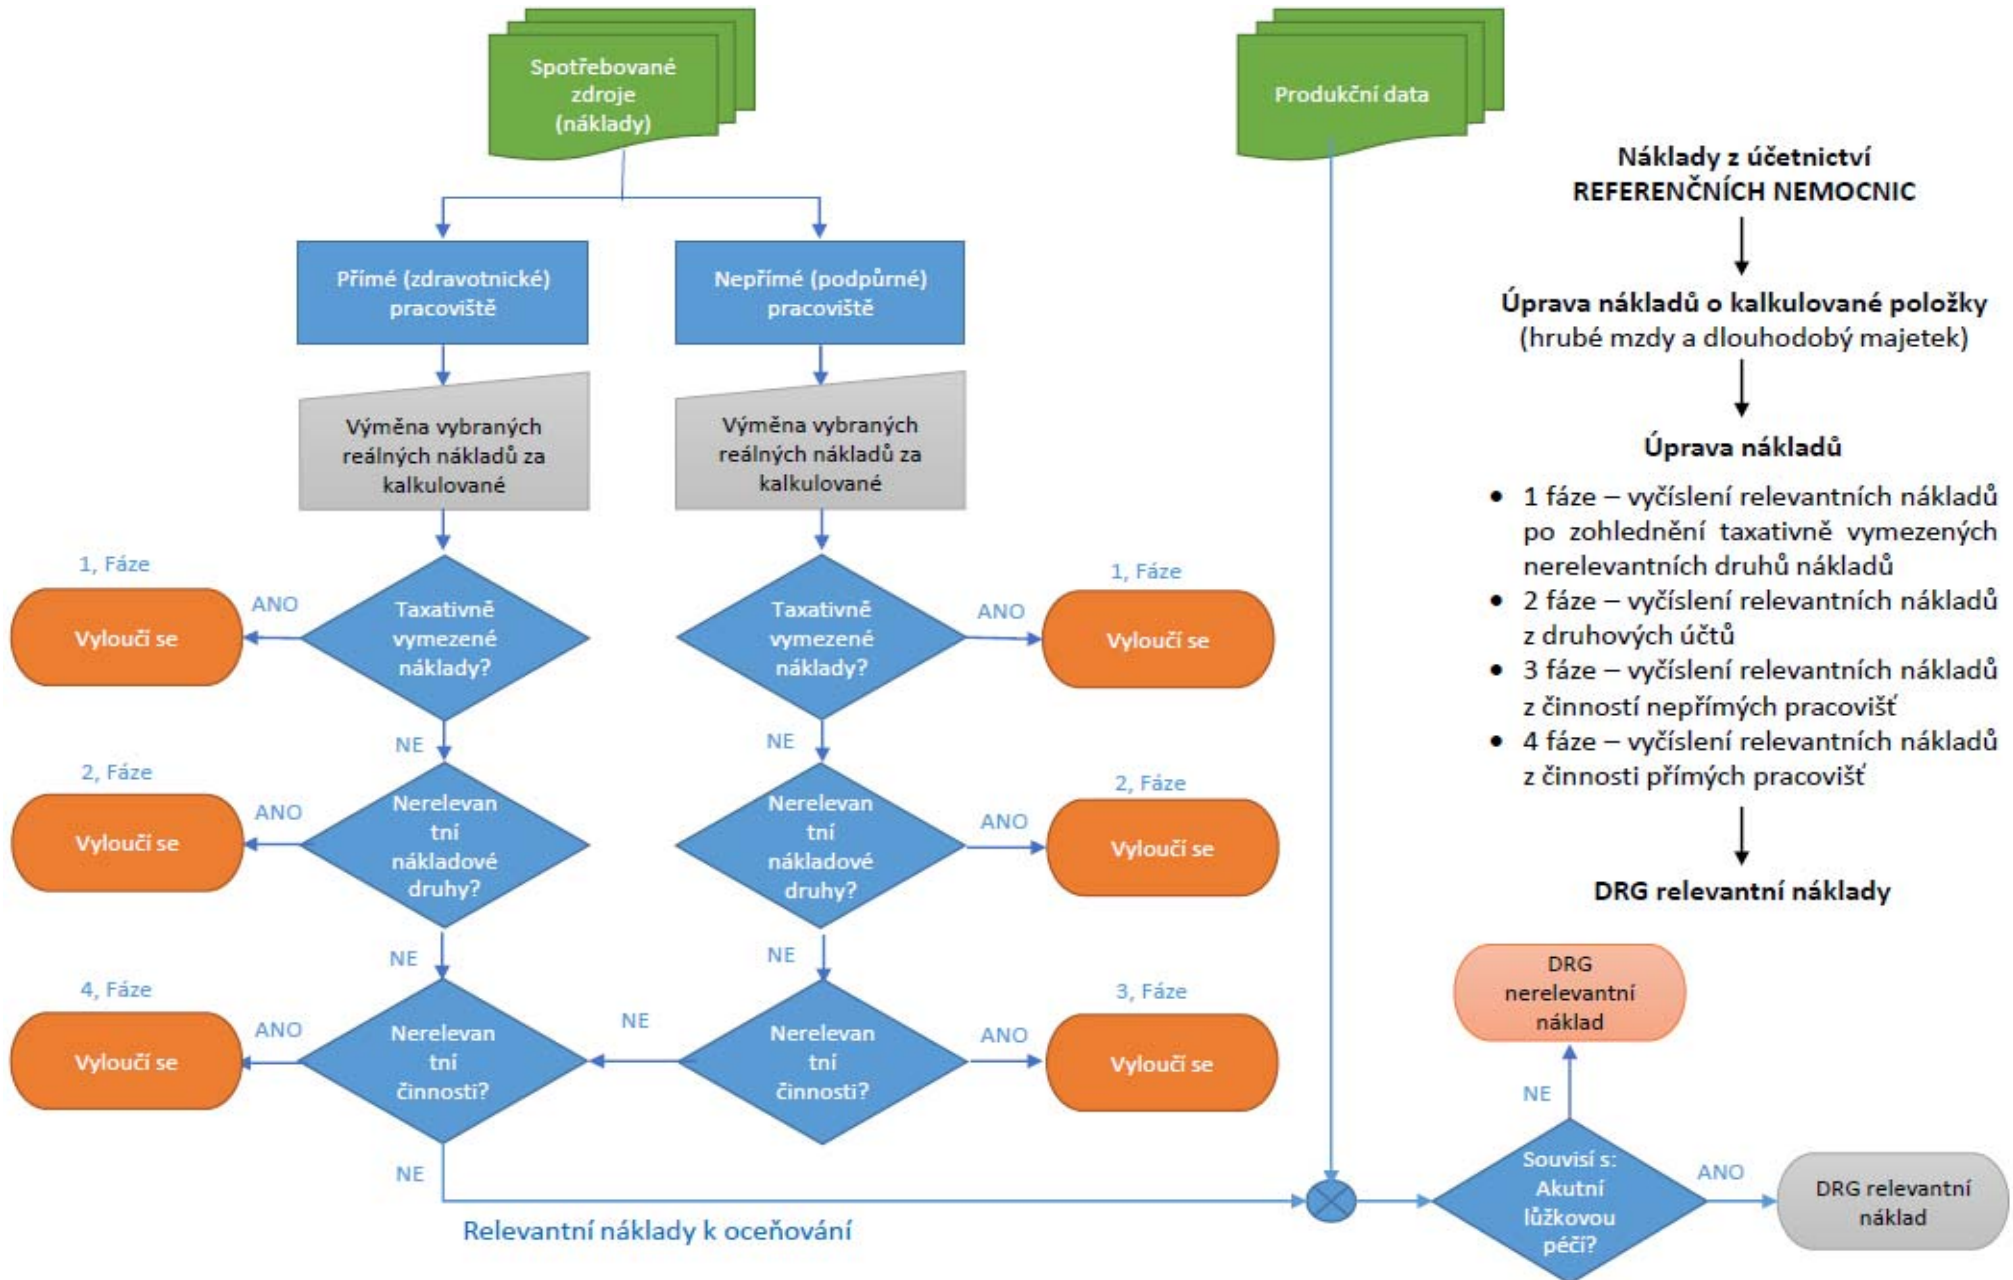 Spotřebované
zdroje
(náklady)
Produkční data
Přímé (zdravotnické)
pracoviště
Nepřímé (podpůrné)
pracoviště
Výměna vybraných
reálných nákladů za
kalkulované
Výměna vybraných
reálných nákladů za
kalkulované
1, Fáze
Vyloučí se
ANO
Taxativně
vymezené
náklady?
Taxativně
vymezené
náklady?
ANO
1, Fáze
Vyloučí se
NE
NE
2, Fáze
Vyloučí se
ANO
Nerelevan
tní
nákladové
druhy?
Nerelevan
tní
nákladové
druhy?
ANO
2, Fáze
Vyloučí se
NE
NE
4, Fáze
Vyloučí se
ANO
Nerelevan
tní
činnosti?
NE
Nerelevan
tní
činnosti?
ANO
3, Fáze
Vyloučí se
NE
Relevantní náklady k oceňování
Náklady z účetnictví
REFERENČNÍCH NEMOCNIC
Úprava nákladů o kalkulované položky
(hrubé mzdy a dlouhodobý majetek)
Úprava nákladů
• 1 fáze – vyčíslení relevantních nákladů
po zohlednění taxativně vymezených
nerelevantních druhů nákladů
• 2 fáze – vyčíslení relevantních nákladů
z druhových účtů
• 3 fáze – vyčíslení relevantních nákladů
z činností nepřímých pracovišť
• 4 fáze – vyčíslení relevantních nákladů
z činnosti přímých pracovišť
DRG relevantní náklady
DRG
nerelevantní
náklad
NE
Souvisí s:
Akutní
lůžkovou
péčí?
ANO
DRG relevantní
náklad